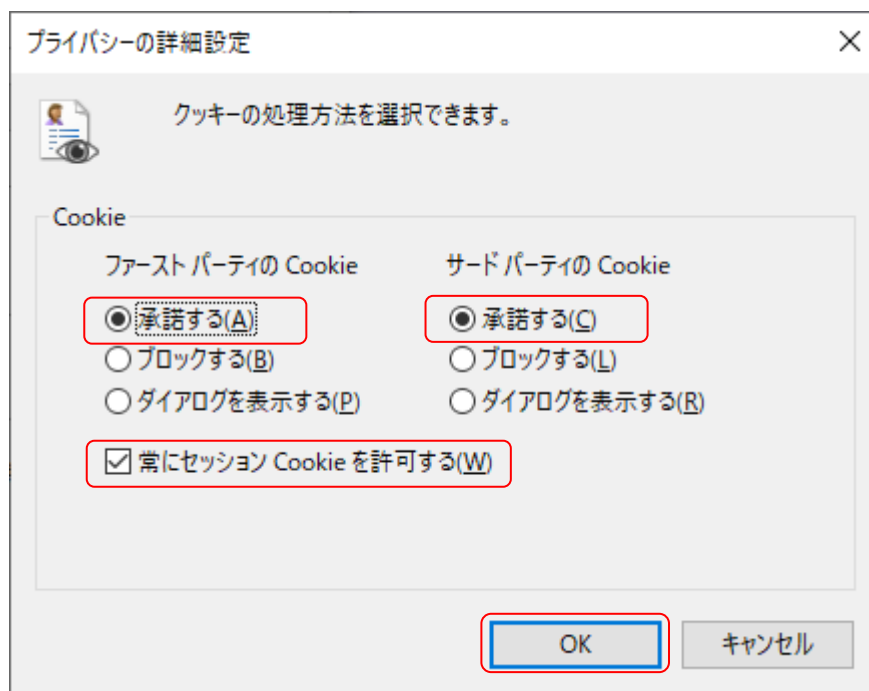 プライバシーの詳細設定
クッキーの処理方法を選択できます。
Cookie
ファースト パーティの Cookie
サード パーティの Cookie
承諾する(A)
承諾する(C)
ブロックする(B)
ブロックする(L)
ダイアログを表示する(P)
ダイアログを表示する(R)
常にセッション Cookie を許可する(W)
OK
キャンセル